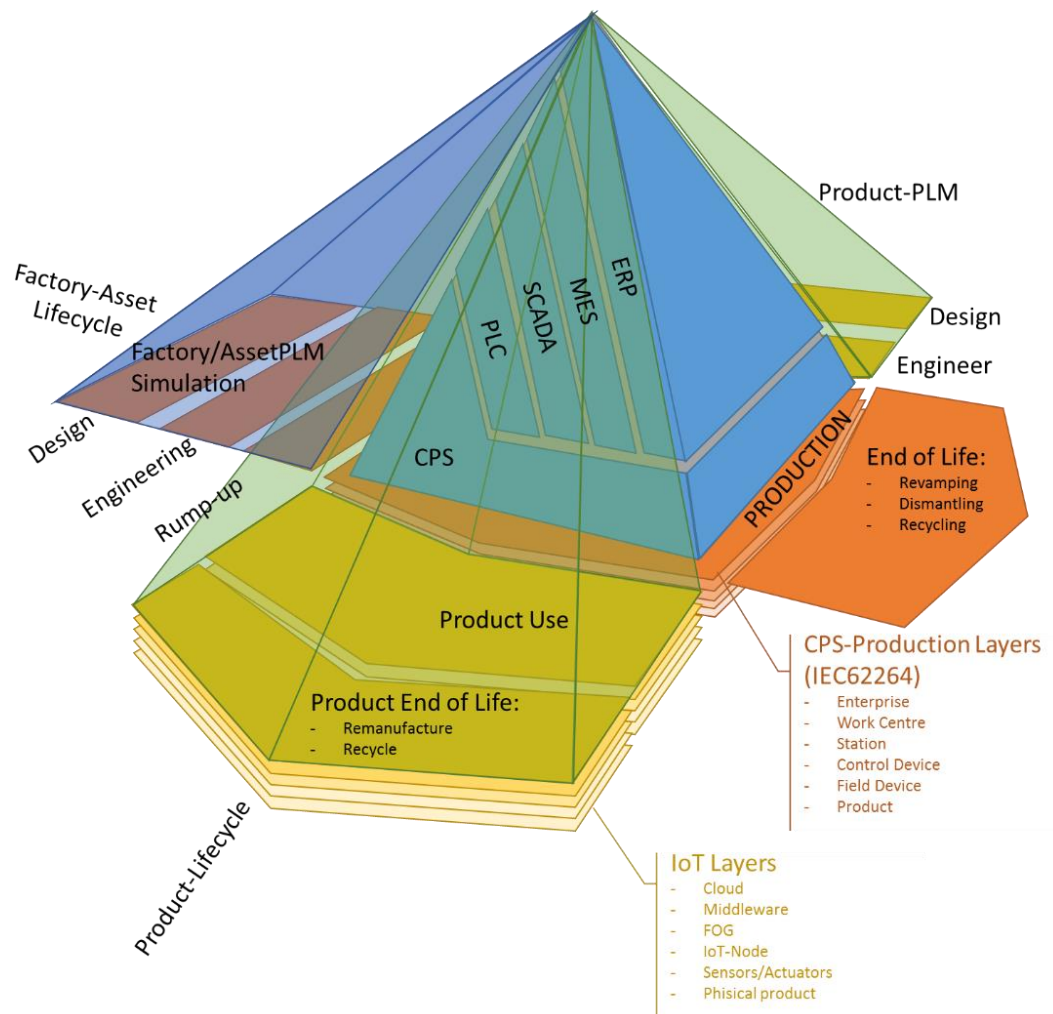 Product-PLM
Factory-Asset
Lifecycle
Factory/AssetPLM
Simulation
Design
Engineering
Rump-up
PLC
SCADA
MES
ERP
CPS
Design
Engineer
PRODUCTION
End of Life:
- Revamping
- Dismantling
- Recycling
Product Use
Product End of Life:
- Remanufacture
- Recycle
Product-Lifecycle
CPS-Production Layers
(IEC62264)
- Enterprise
- Work Centre
- Station
- Control Device
- Field Device
- Product
IoT Layers
- Cloud
- Middleware
- FOG
- IoT-Node
- Sensors/Actuators
- Phisical product